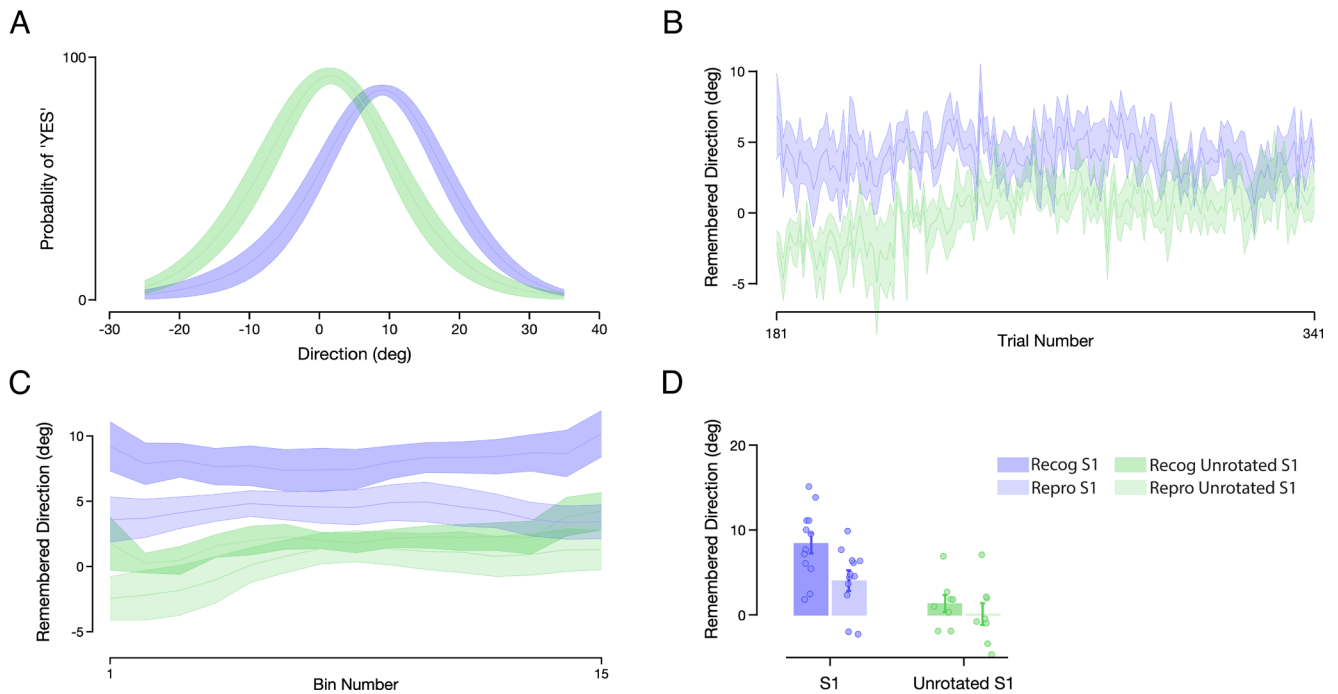 A
100
0
Probablity of 'YES'
-30
-20
-10
0
10
20
30
40
Direction (deg)
B
10
5
0
-5
Remembered Direction (deg)
181
341
Trial Number
C
10
5
0
-5
Remembered Direction (deg)
1
15
Bin Number
D
20
10
0
Remembered Direction (deg)
Recog S1
Recog Unrotated S1
Repro S1
Repro Unrotated S1
S1
Unrotated S1